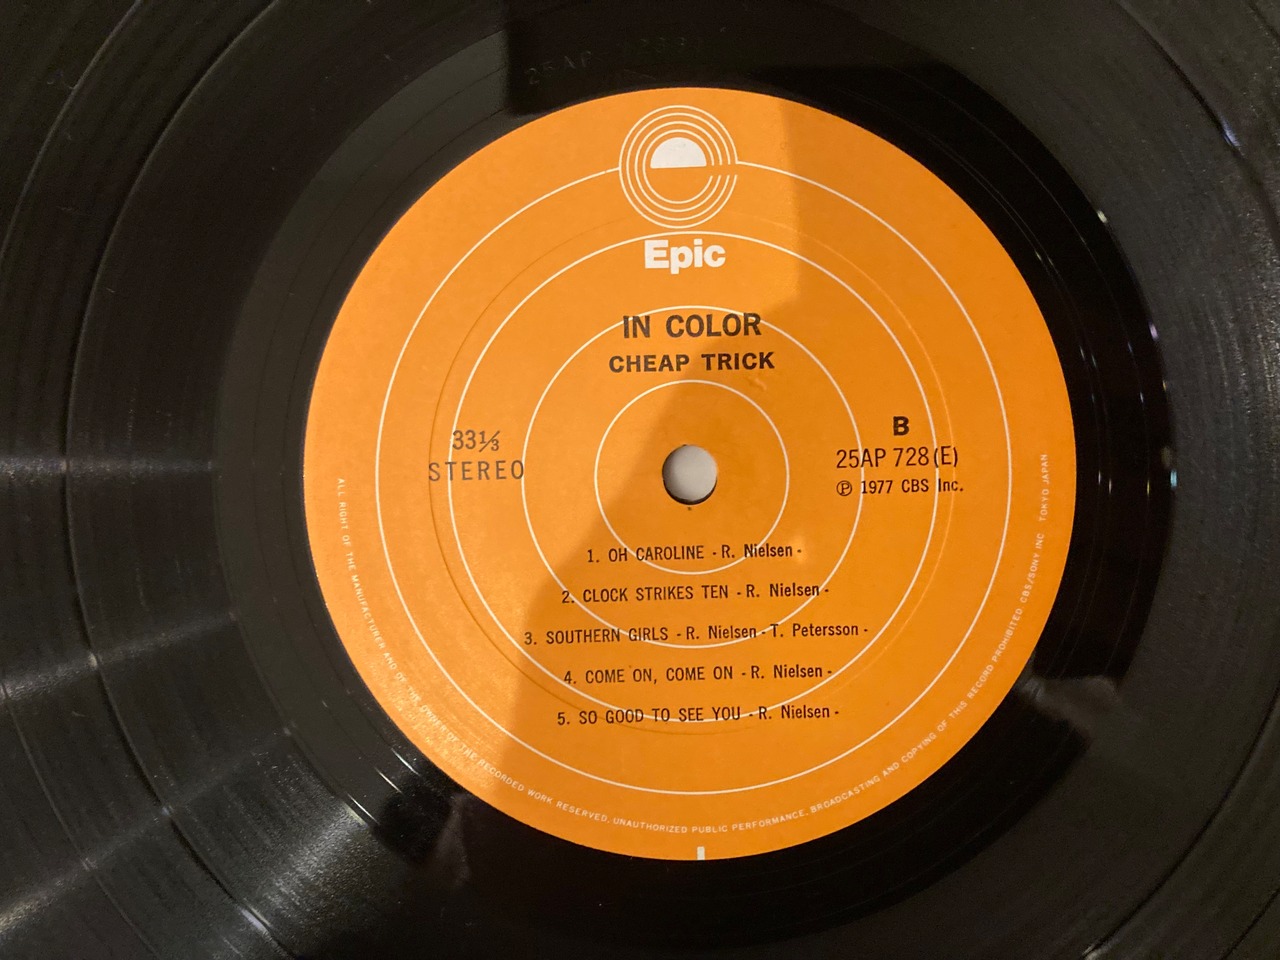 25AP
Epic
IN COLOR
CHEAP TRICK
33⅓
STEREO
B
25AP 728(E)
℗ 1977 CBS Inc.
1. OH CAROLINE - R. Nielsen -
2. CLOCK STRIKES TEN - R. Nielsen -
3. SOUTHERN GIRLS - R. Nielsen - T. Petersson -
4. COME ON, COME ON - R. Nielsen -
5. SO GOOD TO SEE YOU - R. Nielsen -
ALL RIGHT OF THE MANUFACTURER AND OF THE OWNER OF THE RECORDED WORK RESERVED. UNAUTHORIZED PUBLIC PERFORMANCE. BROADCASTING AND COPYING OF THIS RECORD PROHIBITED. CBS/SONY INC TOKYO JAPAN